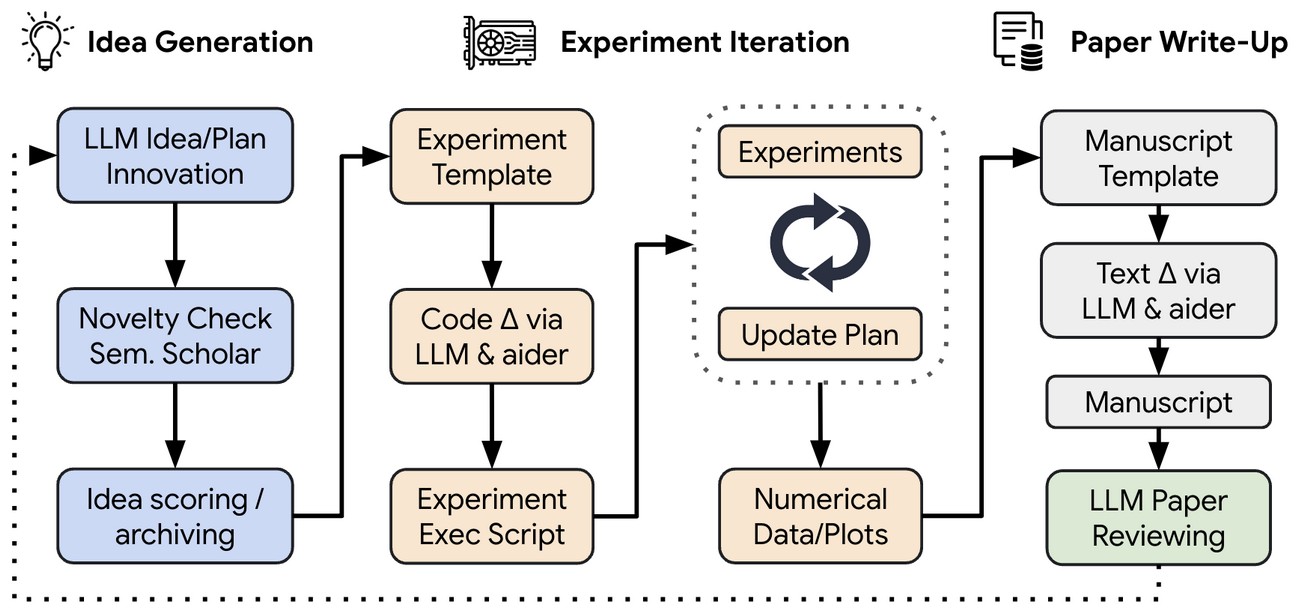 Idea Generation
Experiment Iteration
Paper Write-Up
LLM Idea/Plan
Innovation
Novelty Check
Sem. Scholar
Idea scoring /
archiving
Experiment
Template
Code Δ via
LLM & aider
Experiment
Exec Script
Experiments
Update Plan
Numerical
Data/Plots
Manuscript
Template
Text Δ via
LLM & aider
Manuscript
LLM Paper
Reviewing